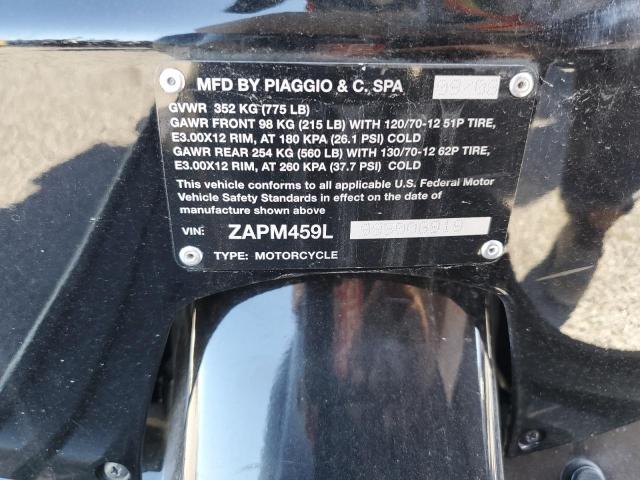 MFD BY PIAGGIO & C. SPA
GVWR 352 KG (775 LB)
GAWR FRONT 98 KG (215 LB) WITH 120/70-12 51P TIRE,
E3.00X12 RIM, AT 180 KPA (26.1 PSI) COLD
GAWR REAR 254 KG (560 LB) WITH 130/70-12 62P TIRE,
E3.00X12 RIM, AT 260 KPA (37.7 PSI) COLD
This vehicle conforms to all applicable U.S. Federal Motor
Vehicle Safety Standards in effect on the date of
manufacture shown above
VIN: ZAPM459L
TYPE: MOTORCYCLE